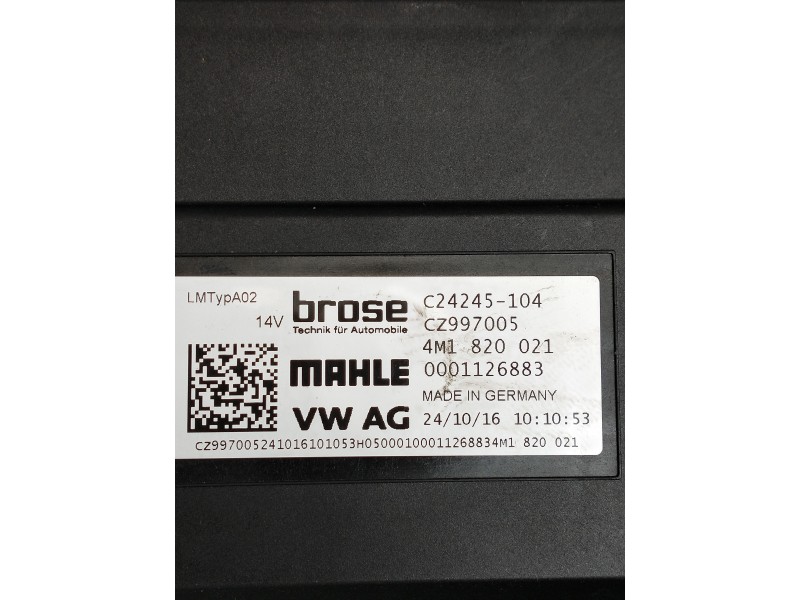 LMTypA02
14V
brose
Technik für Automobile
C24245-104
CZ997005
4M1 820 021
0001126883
MAHLE
VW AG
MADE IN GERMANY
24/10/16 10:10:53
CZ997005241016101053H05000100011268834M1 820 021